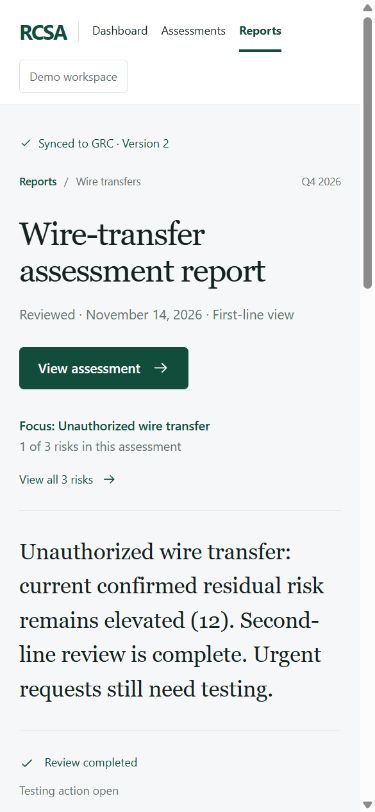 RCSA
Dashboard Assessments Reports
Demo workspace
Synced to GRC · Version 2
Reports / Wire transfers Q4 2026
Wire-transfer
assessment report
Reviewed · November 14, 2026 · First-line view
View assessment →
Focus: Unauthorized wire transfer
1 of 3 risks in this assessment
View all 3 risks →
Unauthorized wire transfer:
current confirmed residual risk
remains elevated (12). Second-
line review is complete. Urgent
requests still need testing.
Review completed
Testing action open